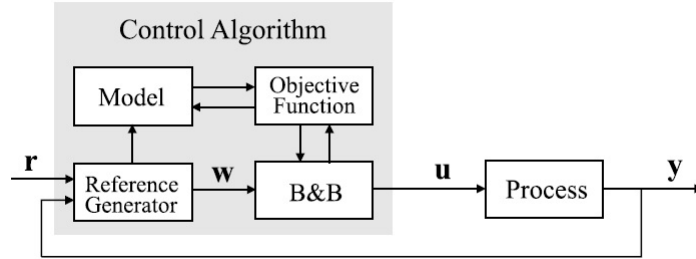 Control Algorithm
Model
Objective
Function
r
Reference
Generator
w
B&B
u
Process
y